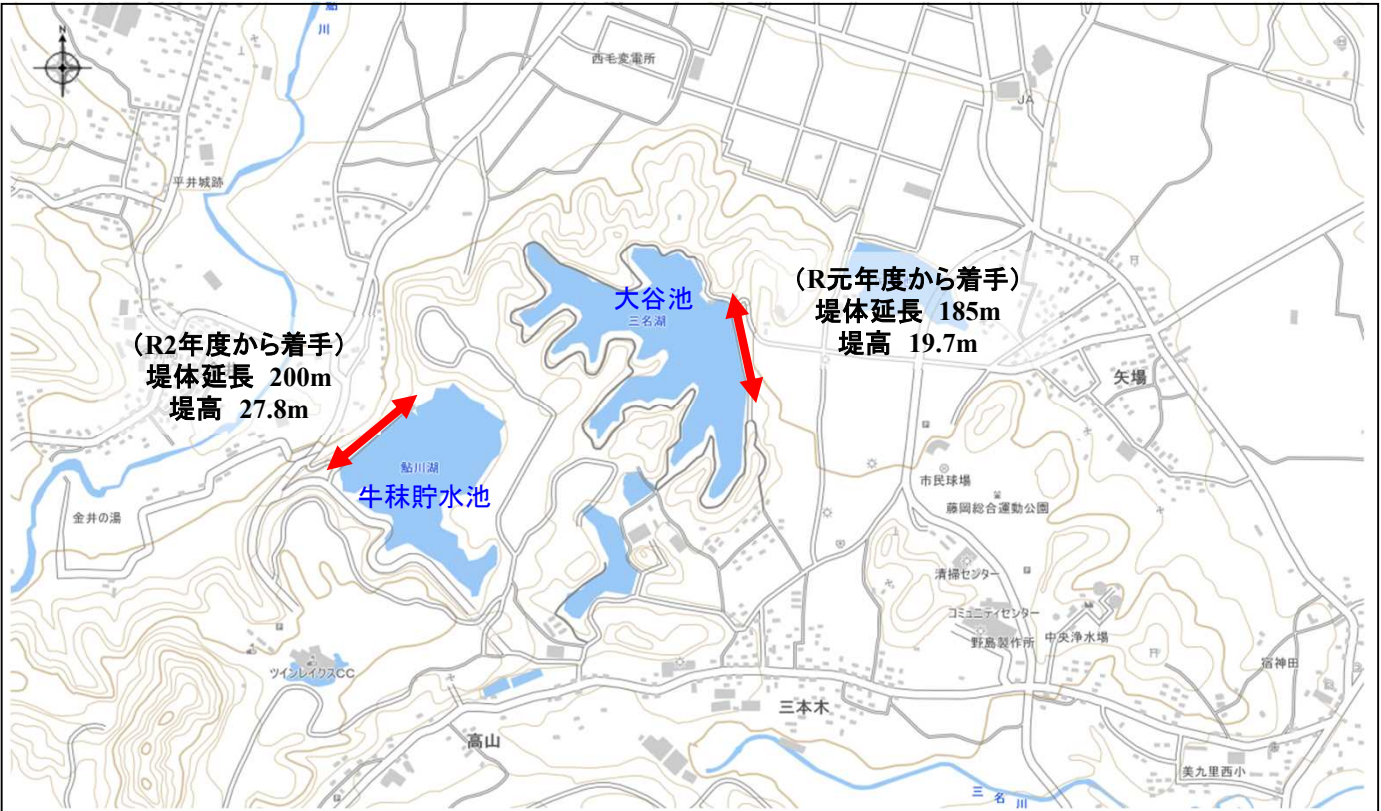 鮎
川
N
西毛変電所
JA
平井城跡
(R元年度から着手)
堤体延長 185m
堤高 19.7m
大谷池
三名湖
(R2年度から着手)
堤体延長 200m
堤高 27.8m
矢場
鮎川湖
牛秣貯水池
市民球場
藤岡総合運動公園
金井の湯
清掃センター
コミュニティセンター
野島製作所
中央浄水場
宿神田
ツインレイクスCC
三本木
高山
美九里西小
三名川